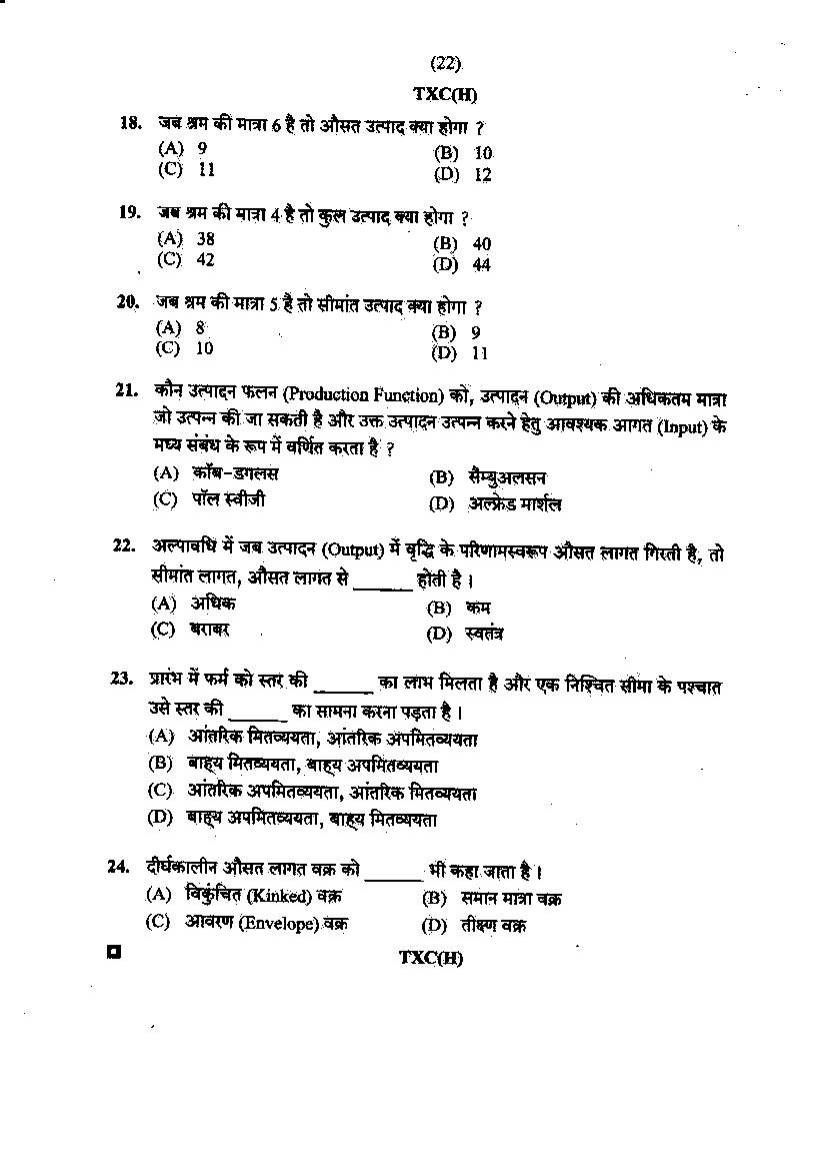 (22)
TXC(H)
18. जब श्रम की मात्रा 6 है तो औसत उत्पाद क्या होगा ?
(A) 9 (B) 10
(C) 11 (D) 12
19. जब श्रम की मात्रा 4 है तो कुल उत्पाद क्या होगा ?
(A) 38 (B) 40
(C) 42 (D) 44
20. जब श्रम की मात्रा 5 है तो सीमांत उत्पाद क्या होगा ?
(A) 8 (B) 9
(C) 10 (D) 11
21. कौन उत्पादन फलन (Production Function) को, उत्पादन (Output) की अधिकतम मात्रा
जो उत्पन्न की जा सकती है और उक्त उत्पादन उत्पन्न करने हेतु आवश्यक आगत (Input) के
मध्य संबंध के रूप में वर्णित करता है ?
(A) कॉब-डगलस (B) सैम्युअलसन
(C) पॉल स्वीजी (D) अल्फ्रेड मार्शल
22. अल्पावधि में जब उत्पादन (Output) में वृद्धि के परिणामस्वरूप औसत लागत गिरती है, तो
सीमांत लागत, औसत लागत से ______ होती है ।
(A) अधिक (B) कम
(C) बराबर (D) स्वतंत्र
23. प्रारंभ में फर्म को स्तर की ______ का लाभ मिलता है और एक निश्चित सीमा के पश्चात
उसे स्तर की ______ का सामना करना पड़ता है ।
(A) आंतरिक मितव्ययता, आंतरिक अपमितव्ययता
(B) बाह्य मितव्ययता, बाह्य अपमितव्ययता
(C) आंतरिक अपमितव्ययता, आंतरिक मितव्ययता
(D) बाह्य अपमितव्ययता, बाह्य मितव्ययता
24. दीर्घकालीन औसत लागत वक्र को ______ भी कहा जाता है ।
(A) विकुंचित (Kinked) वक्र (B) समान मात्रा वक्र
(C) आवरण (Envelope) वक्र (D) तीक्ष्ण वक्र
TXC(H)